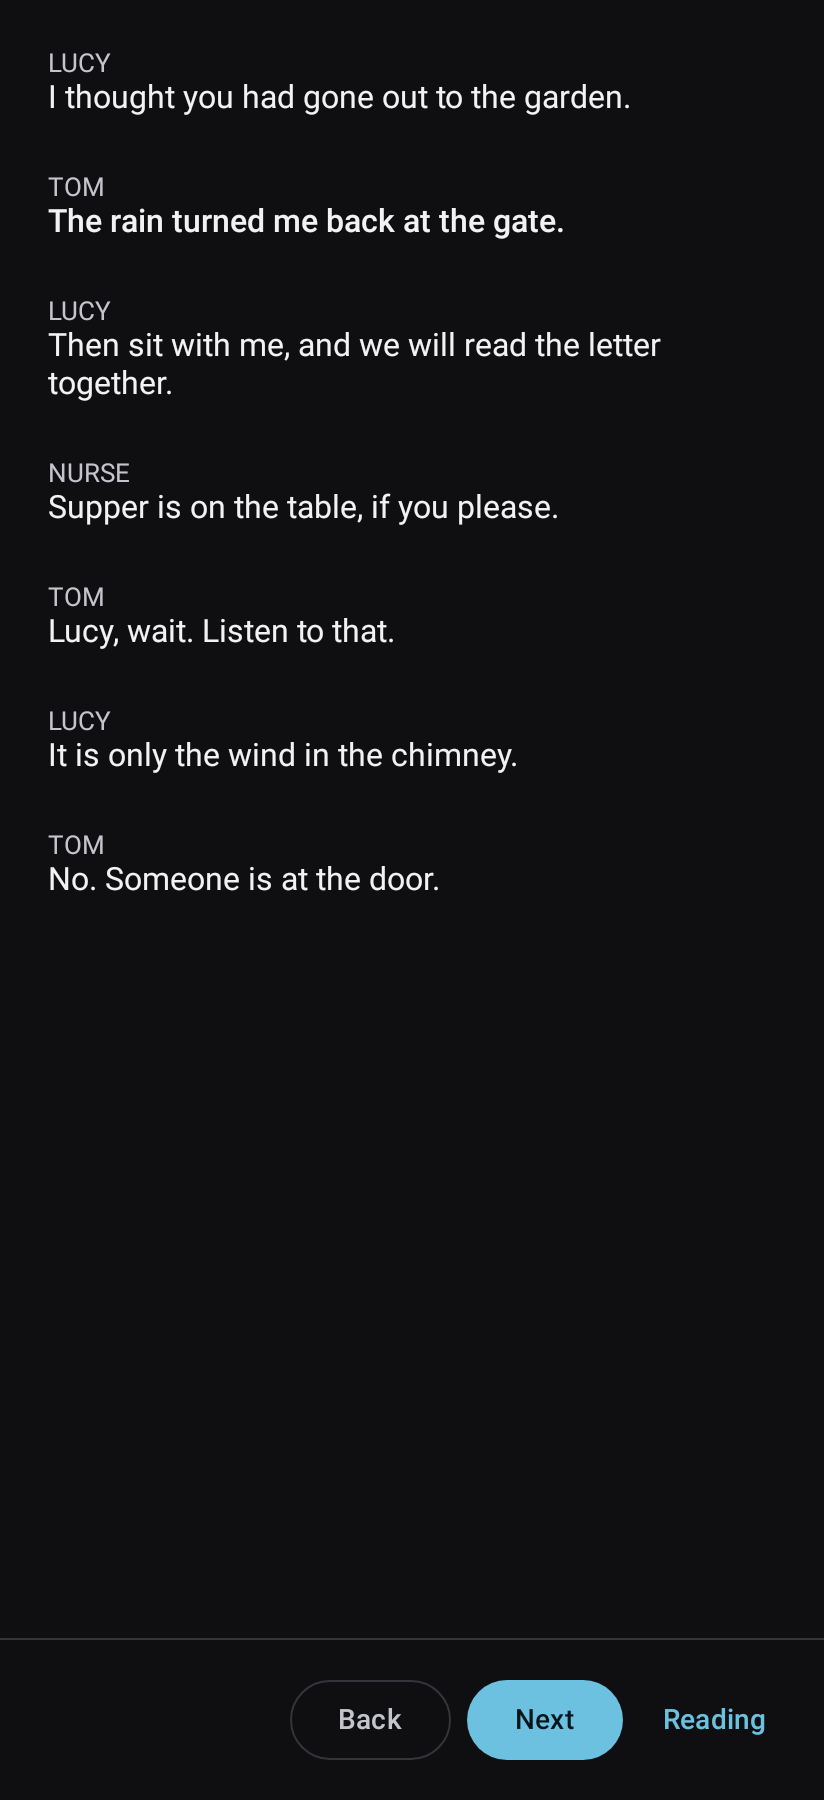 LUCY
I thought you had gone out to the garden.
TOM
The rain turned me back at the gate.
LUCY
Then sit with me, and we will read the letter
together.
NURSE
Supper is on the table, if you please.
TOM
Lucy, wait. Listen to that.
LUCY
It is only the wind in the chimney.
TOM
No. Someone is at the door.
Back Next Reading